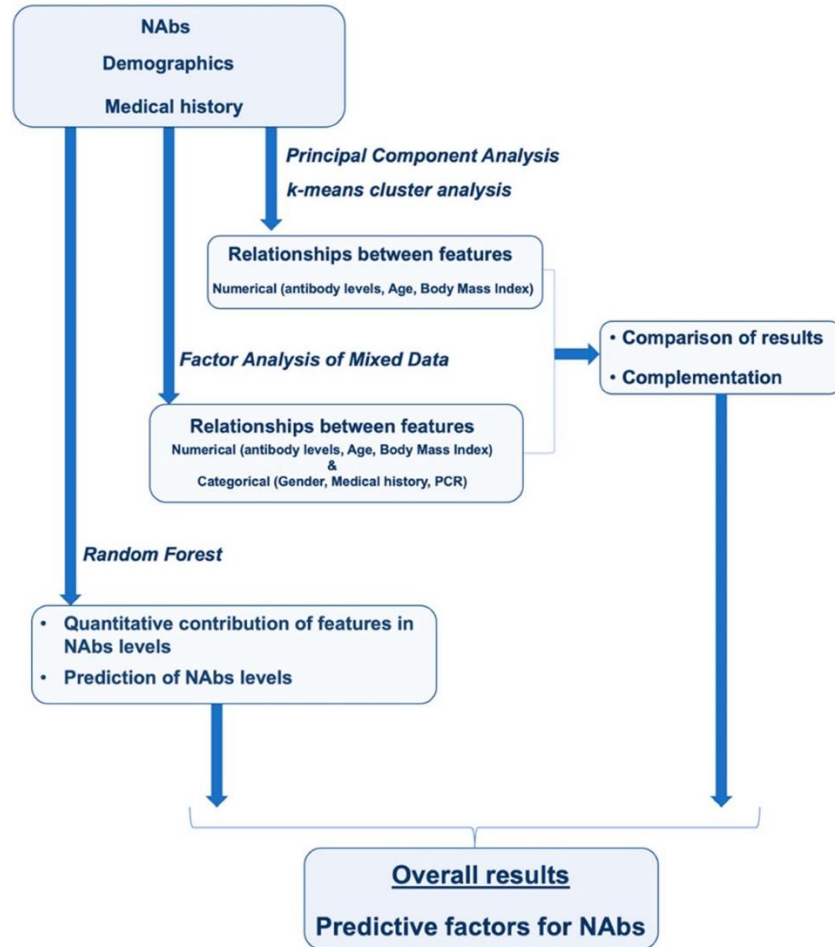 NAbs
Demographics
Medical history
Principal Component Analysis
k-means cluster analysis
Relationships between features
Numerical (antibody levels, Age, Body Mass Index)
• Comparison of results
• Complementation
Factor Analysis of Mixed Data
Relationships between features
Numerical (antibody levels, Age, Body Mass Index)
&
Categorical (Gender, Medical history, PCR)
Random Forest
• Quantitative contribution of features in
NAbs levels
• Prediction of NAbs levels
Overall results
Predictive factors for NAbs